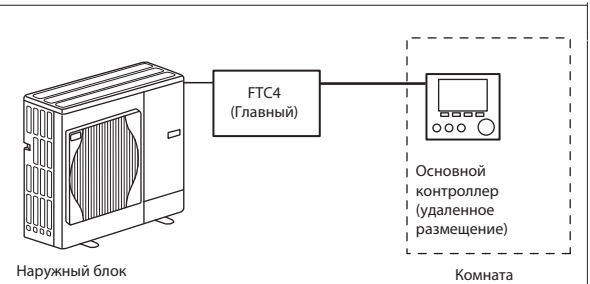 FTC4
(Главный)
Основной
контроллер
(удаленное
размещение)
Наружный блок
Комната